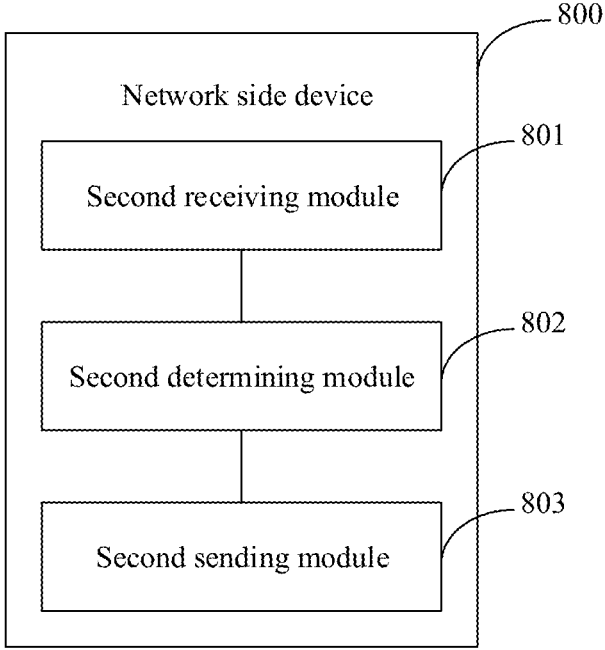 800
Network side device
801
Second receiving module
802
Second determining module
803
Second sending module